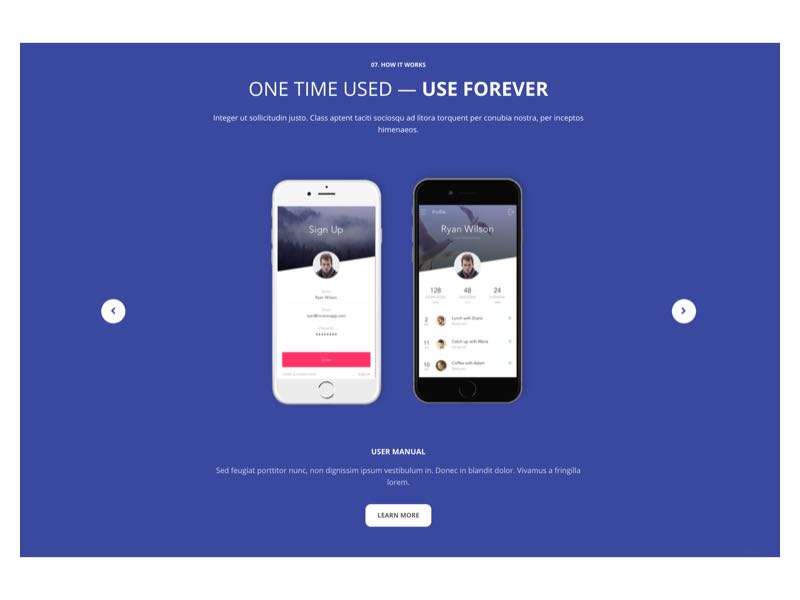 07. HOW IT WORKS
ONE TIME USED — USE FOREVER
Integer ut sollicitudin justo. Class aptent taciti sociosqu ad litora torquent per conubia nostra, per inceptos
himenaeos.
Sign Up
Ryan Wilson
Profile
Ryan Wilson
128
48
24
2
Lunch with Diana
11
Catch up with Maria
10
Coffee with Adam
USER MANUAL
Sed feugiat porttitor nunc, non dignissim ipsum vestibulum in. Donec in blandit dolor. Vivamus a fringilla
lorem.
LEARN MORE